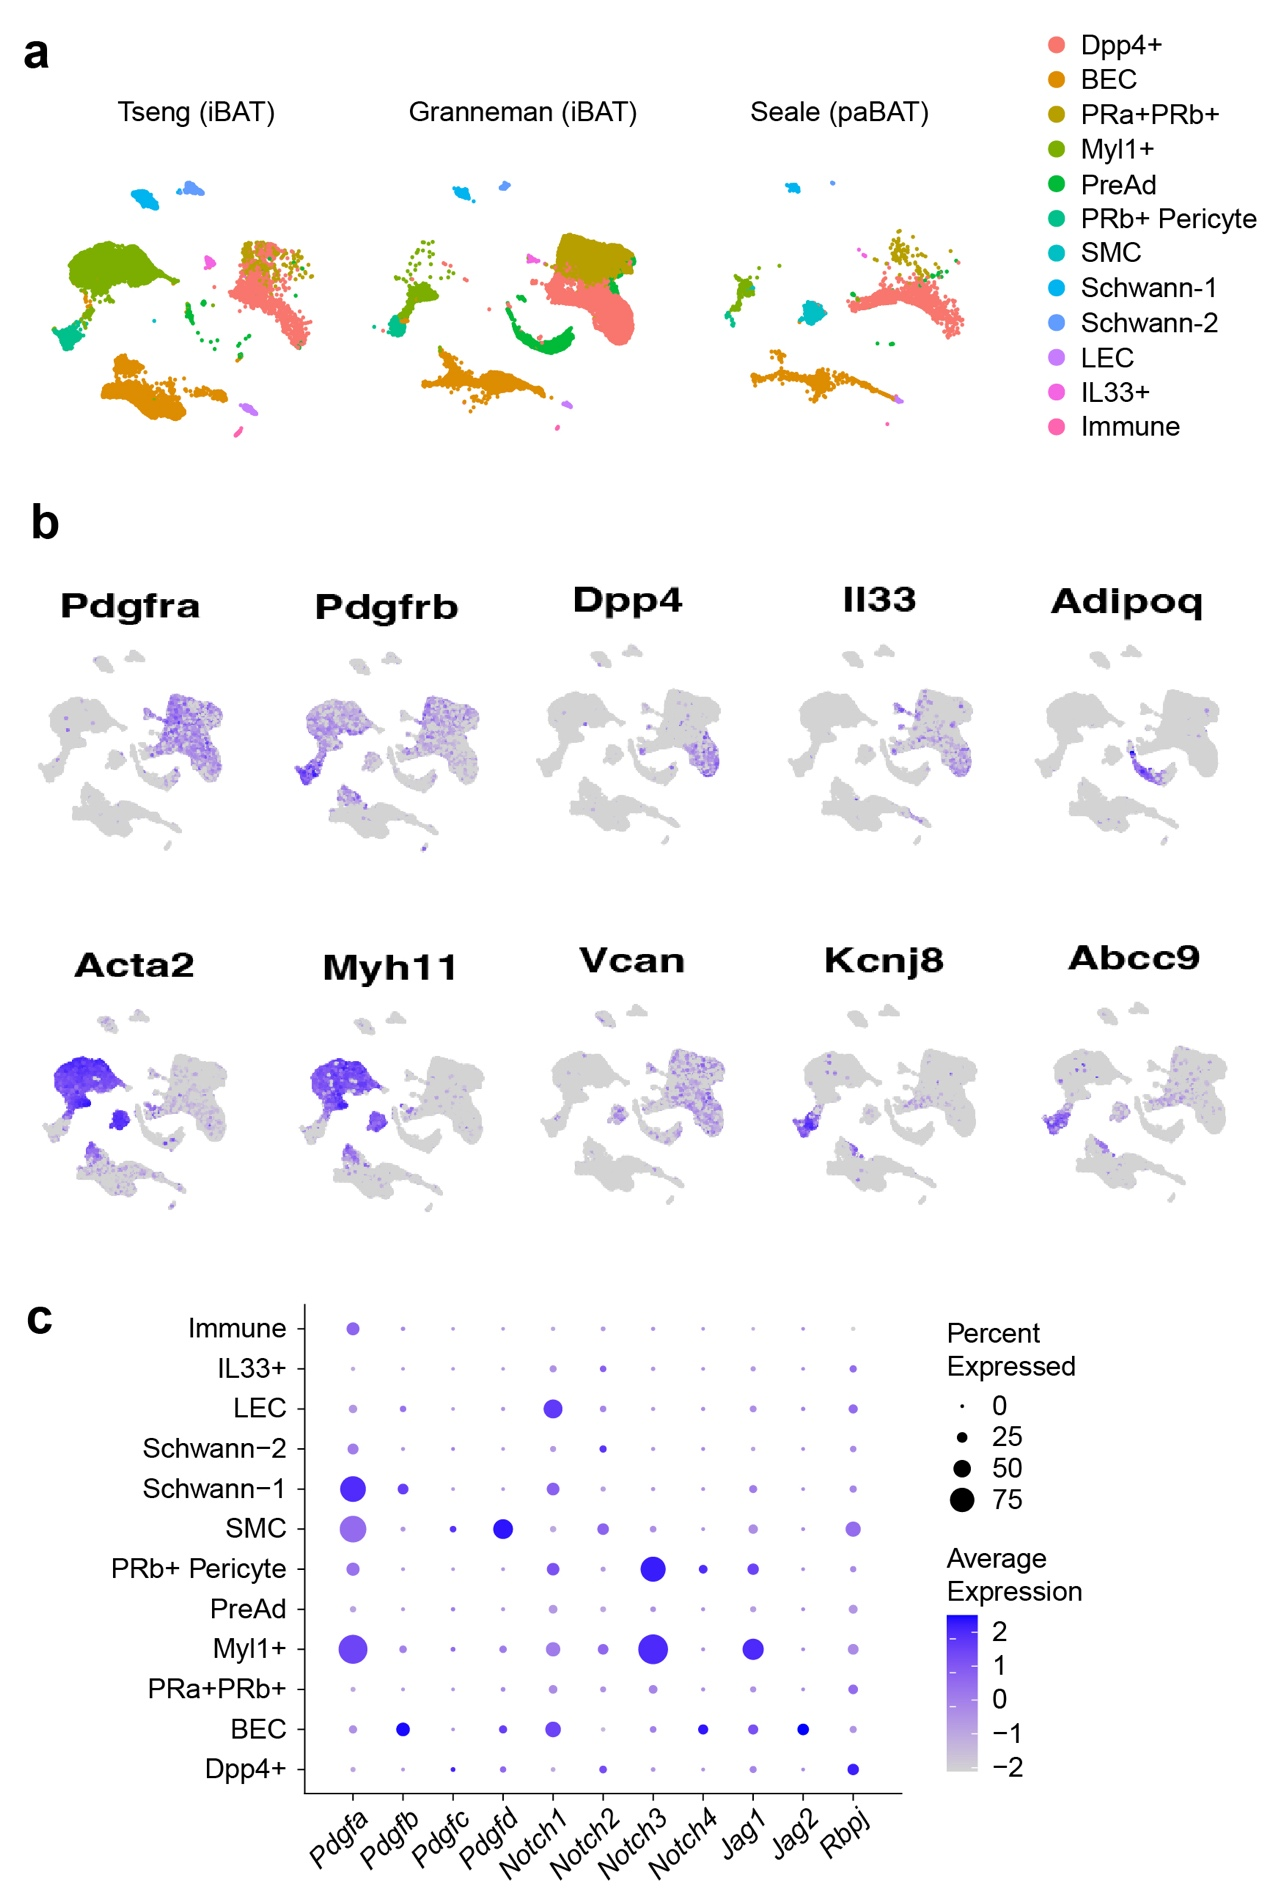 a
Tseng (iBAT)
Granneman (iBAT)
Seale (paBAT)
Dpp4+
BEC
PRa+PRb+
Myl1+
PreAd
PRb+ Pericyte
SMC
Schwann-1
Schwann-2
LEC
IL33+
Immune
b
Pdgfra
Pdgfrb
Dpp4
Il33
Adipoq
Acta2
Myh11
Vcan
Kcnj8
Abcc9
c
Immune
IL33+
LEC
Schwann−2
Schwann−1
SMC
PRb+ Pericyte
PreAd
Myl1+
PRa+PRb+
BEC
Dpp4+
Pdgfa
Pdgfb
Pdgfc
Pdgfd
Notch1
Notch2
Notch3
Notch4
Jag1
Jag2
Rbpj
Percent
Expressed
0
25
50
75
Average
Expression
2
1
0
−1
−2